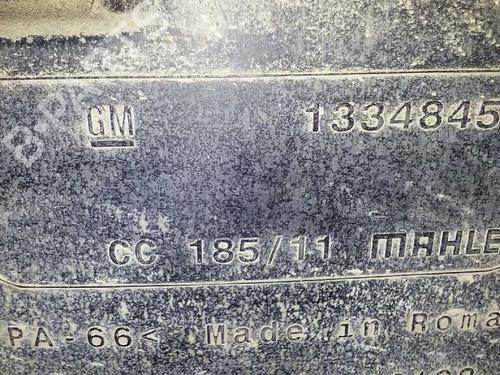 GM 1334845
CC 185/11 MAHLE
PA-66< Made in Roma